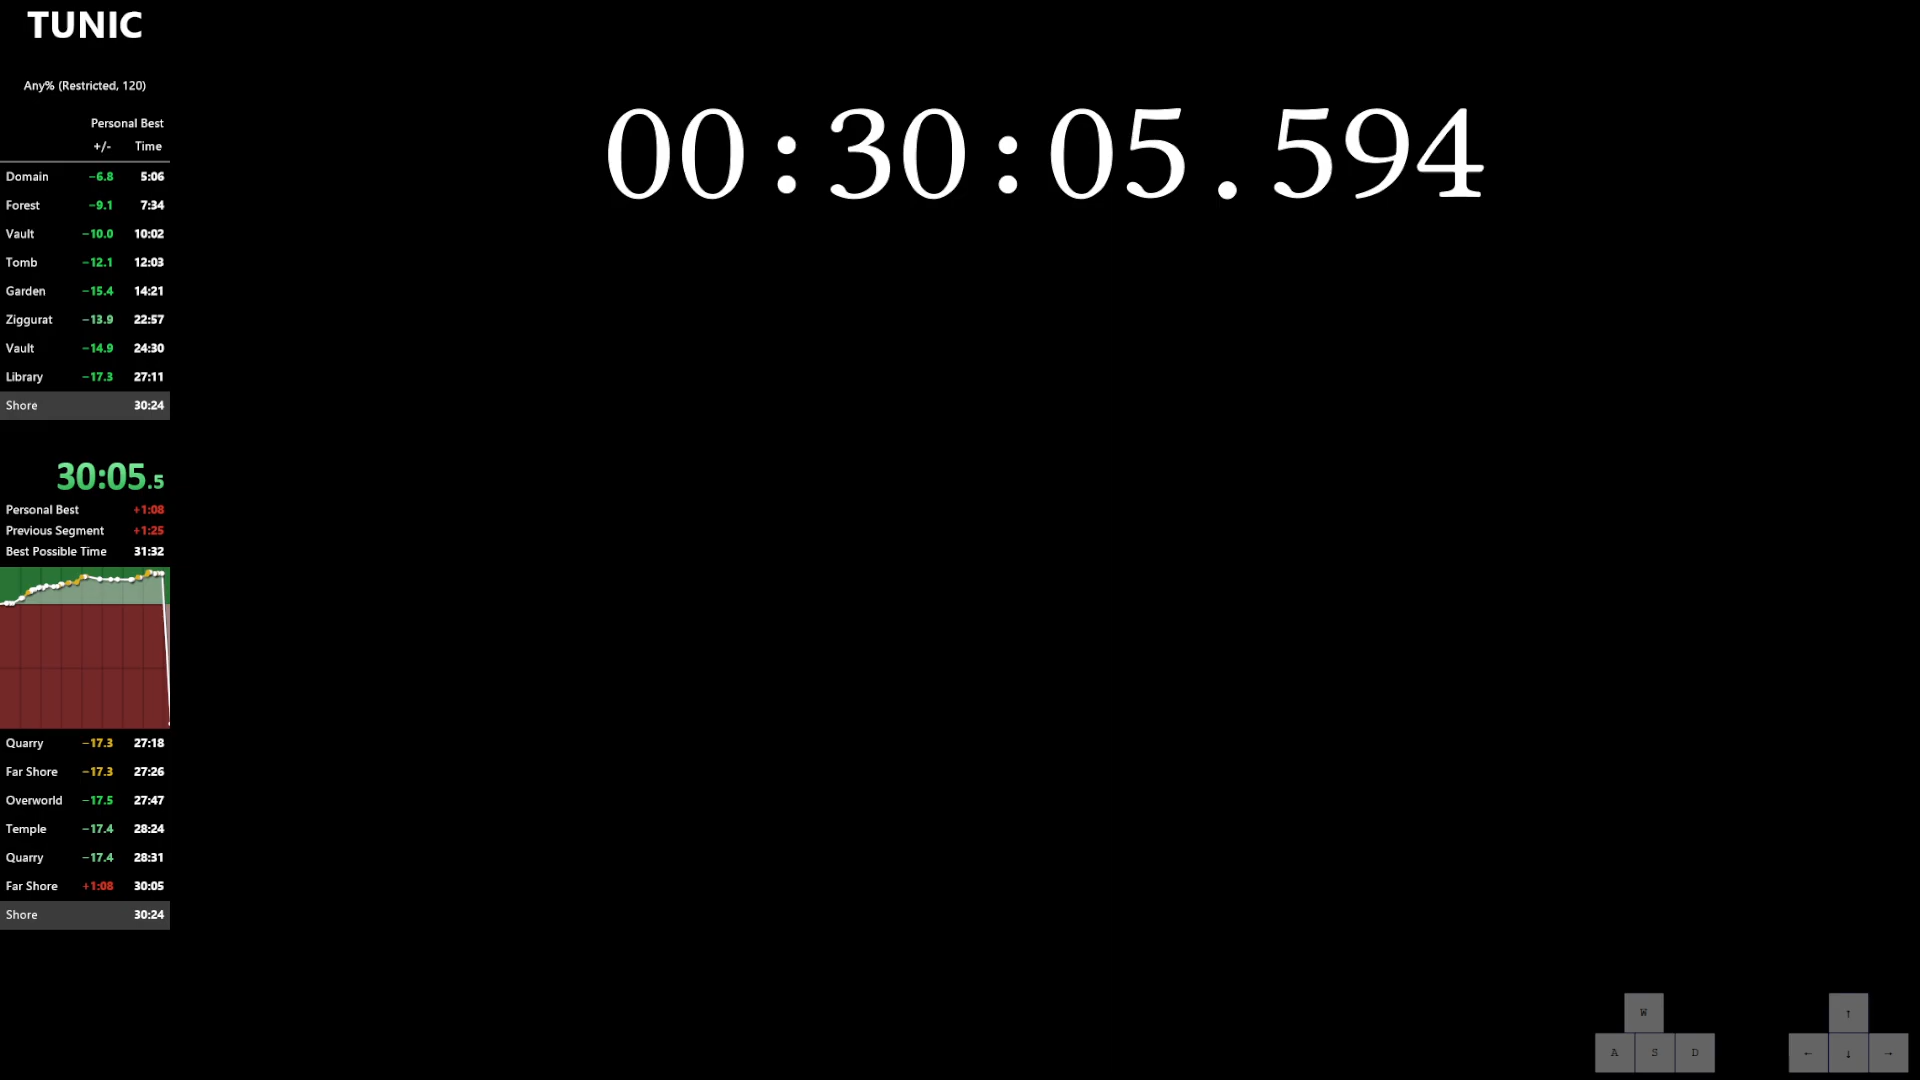 TUNIC
Any% (Restricted, 120)
Personal Best
+/- Time
Domain −6.8 5:06
Forest −9.1 7:34
Vault −10.0 10:02
Tomb −12.1 12:03
Garden −15.4 14:21
Ziggurat −13.9 22:57
Vault −14.9 24:30
Library −17.3 27:11
Shore 30:24
30:05.5
Personal Best +1:08
Previous Segment +1:25
Best Possible Time 31:32
Quarry −17.3 27:18
Far Shore −17.3 27:26
Overworld −17.5 27:47
Temple −17.4 28:24
Quarry −17.4 28:31
Far Shore +1:08 30:05
Shore 30:24
00:30:05.594
W ↑
A S D ← ↓ →